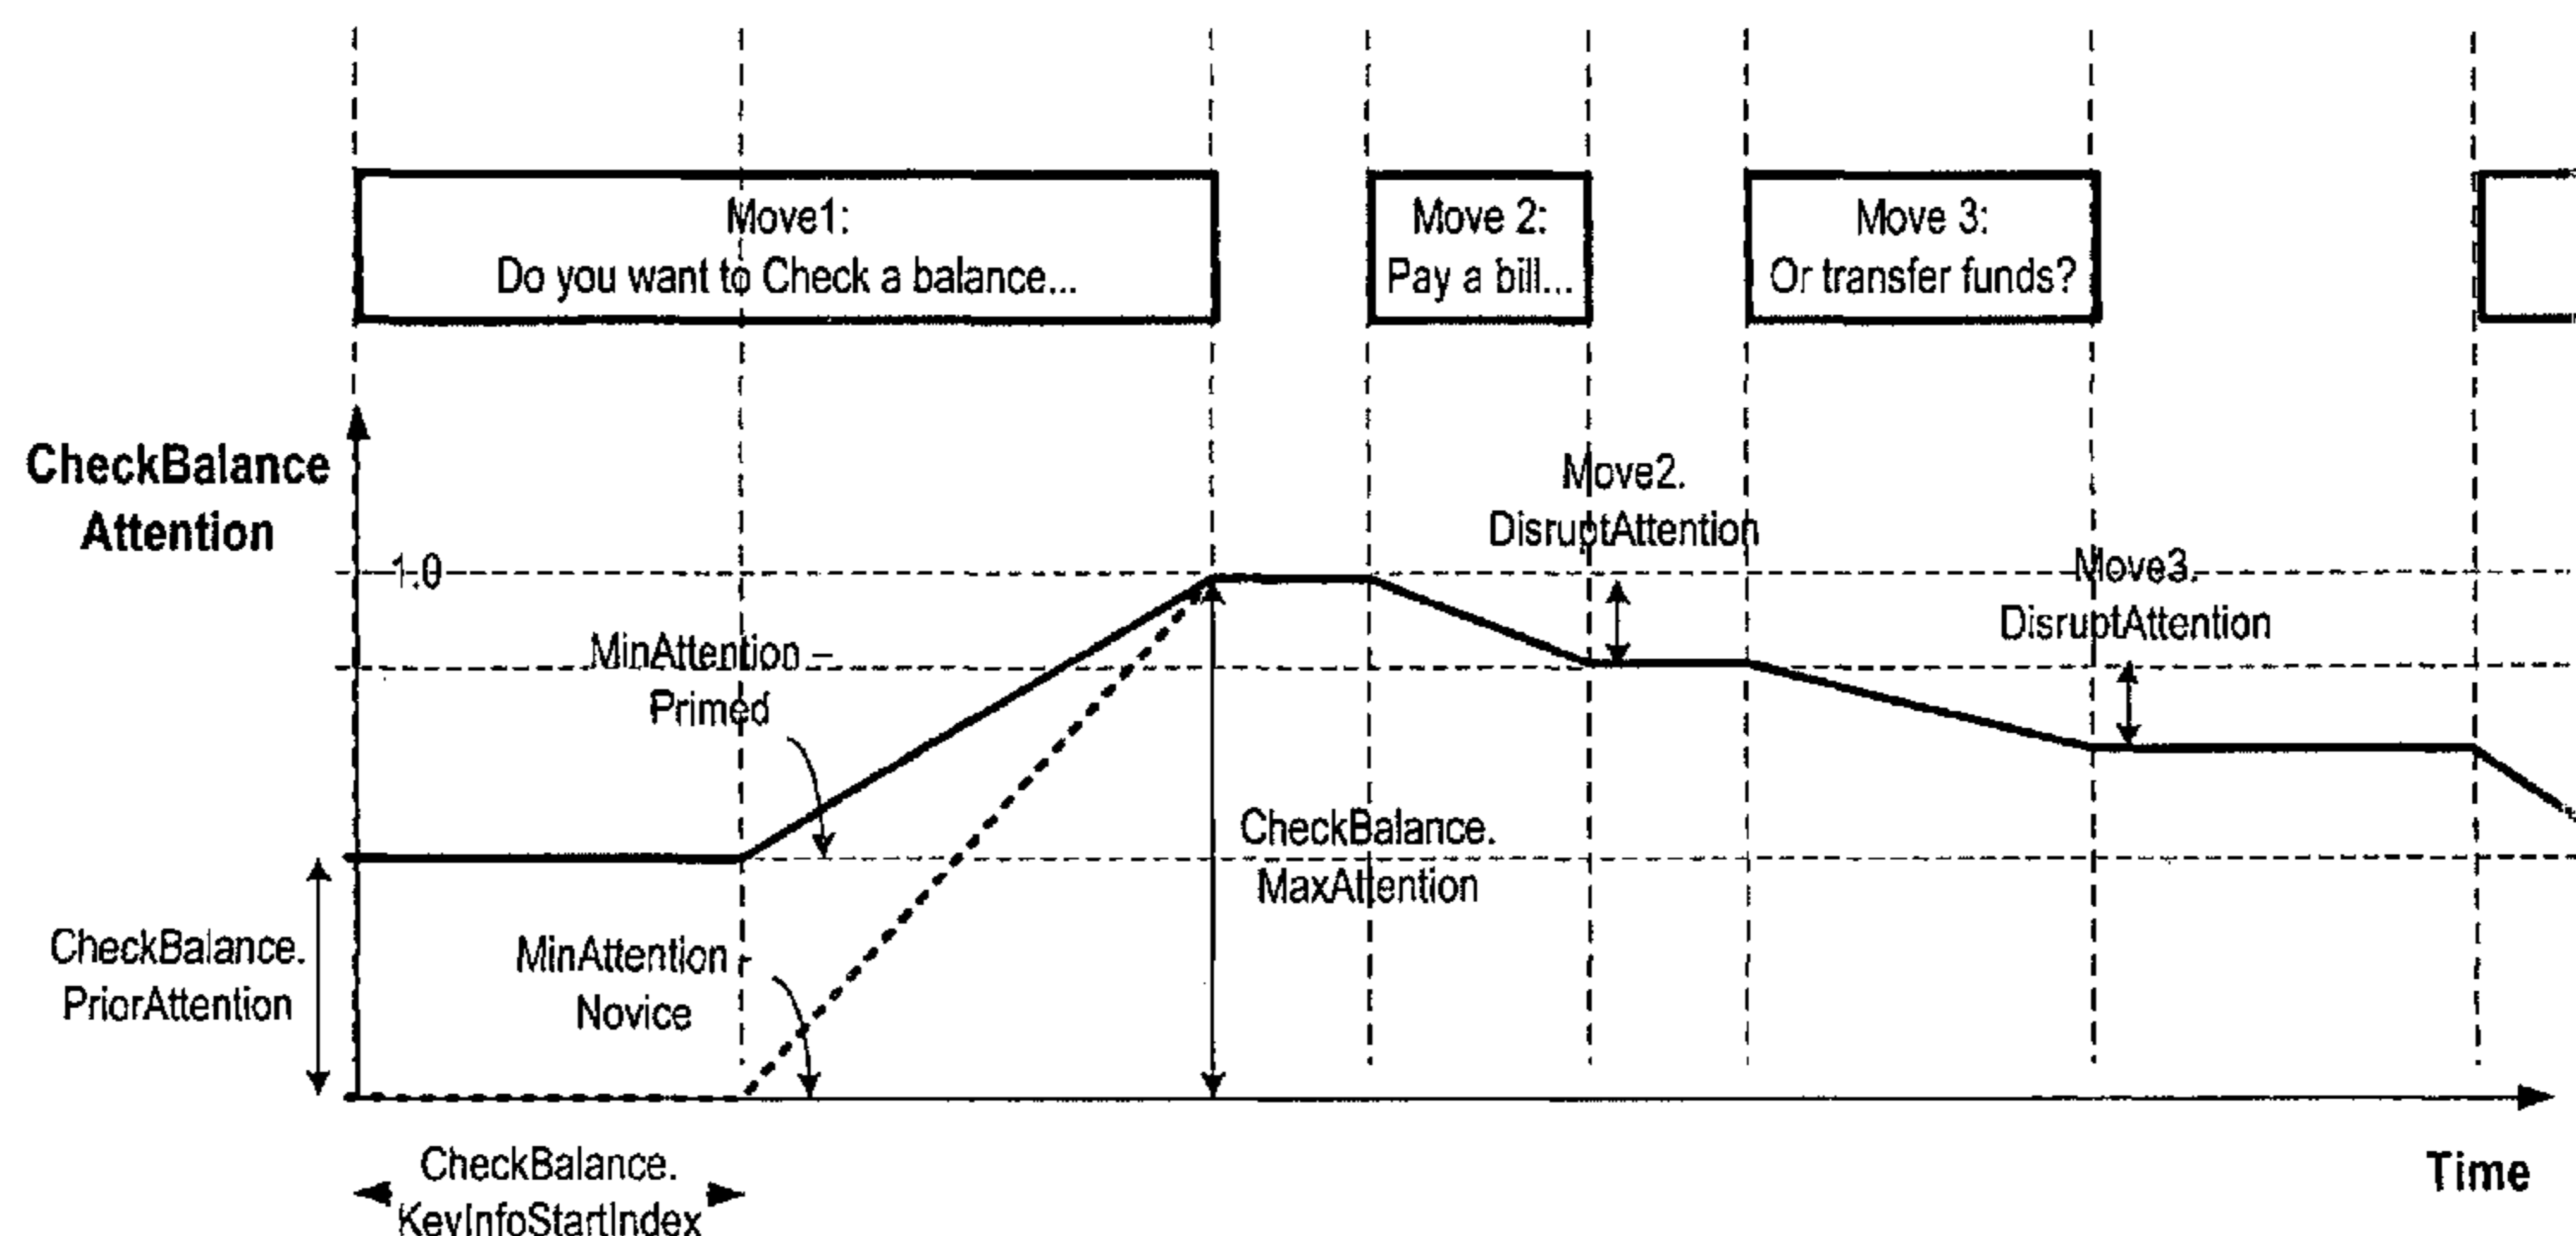 Move1:
Do you want to Check a balance...
Move 2:
Pay a bill...
Move 3:
Or transfer funds?
CheckBalance
Attention
1.0
Move2.
DisruptAttention
Move3.
DisruptAttention
MinAttention –
Primed
CheckBalance.
MaxAttention
CheckBalance.
PriorAttention
MinAttention -
Novice
CheckBalance.
KeyInfoStartIndex
Time